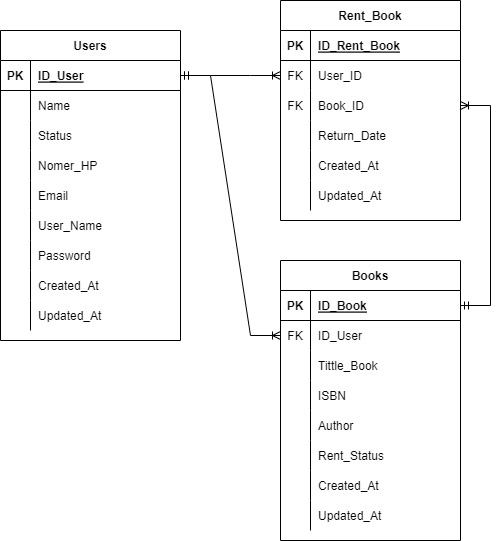 Users
PK ID_User
Name
Status
Nomer_HP
Email
User_Name
Password
Created_At
Updated_At
Rent_Book
PK ID_Rent_Book
FK User_ID
FK Book_ID
Return_Date
Created_At
Updated_At
Books
PK ID_Book
FK ID_User
Tittle_Book
ISBN
Author
Rent_Status
Created_At
Updated_At